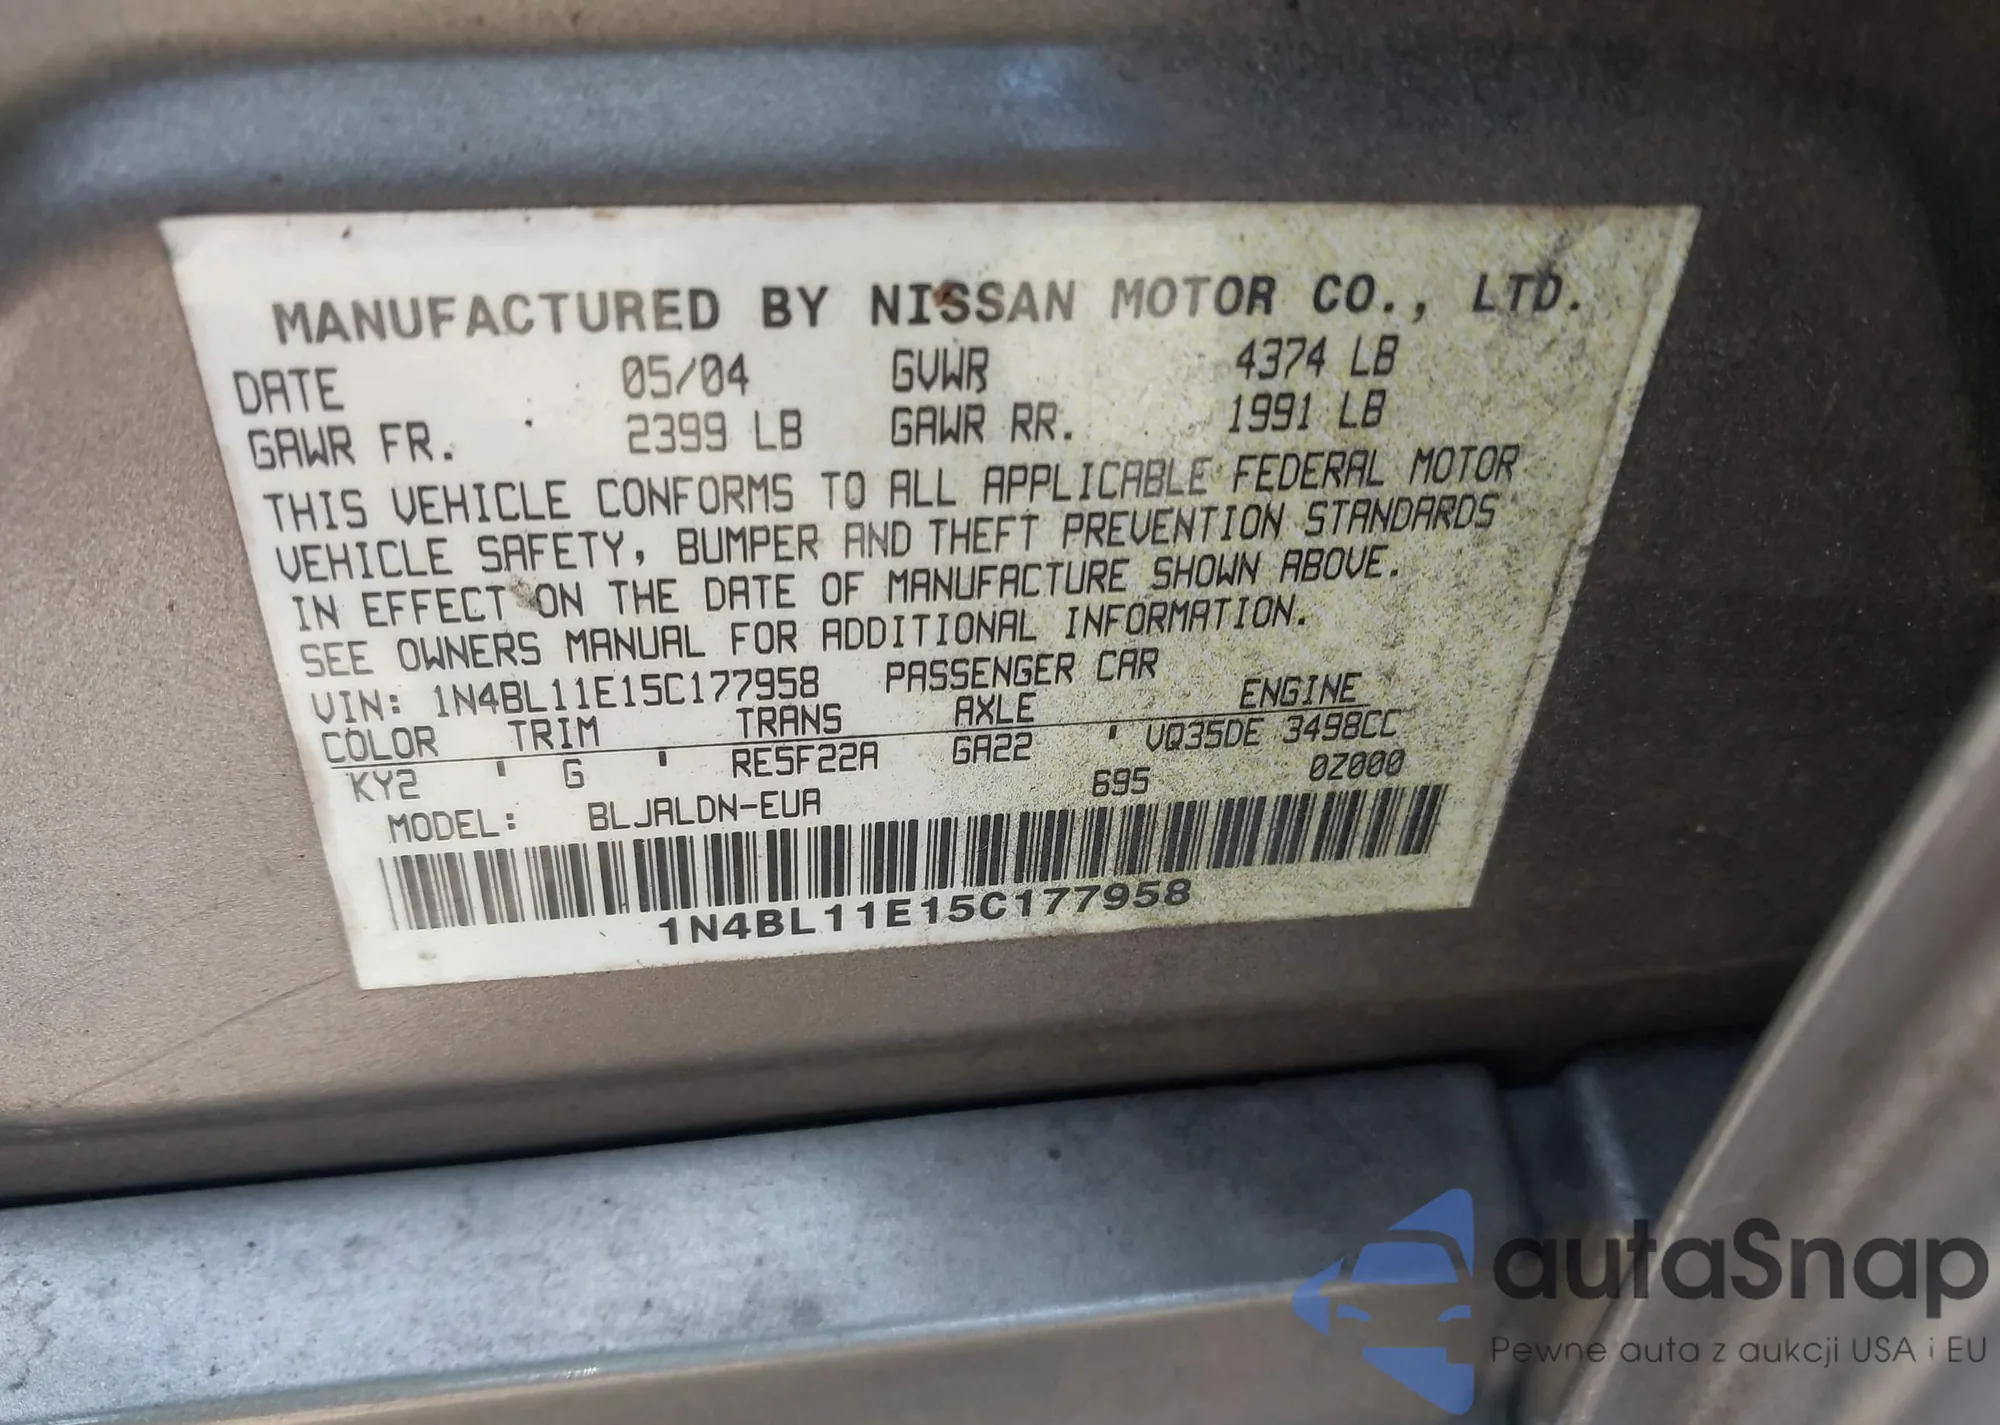 MANUFACTURED BY NISSAN MOTOR CO., LTD.
DATE 05/04 GVWR 4374 LB
GAWR FR. 2399 LB GAWR RR. 1991 LB
THIS VEHICLE CONFORMS TO ALL APPLICABLE FEDERAL MOTOR
VEHICLE SAFETY, BUMPER AND THEFT PREVENTION STANDARDS
IN EFFECT ON THE DATE OF MANUFACTURE SHOWN ABOVE.
SEE OWNERS MANUAL FOR ADDITIONAL INFORMATION.
VIN: 1N4BL11E15C177958 PASSENGER CAR
COLOR TRIM TRANS AXLE ENGINE
KY2 ' G ' RE5F22A GA22 ' VQ35DE 3498CC
MODEL: BLJALDN-EUA 695 0Z000
1N4BL11E15C177958
autaSnap
Pewne auta z aukcji USA i EU